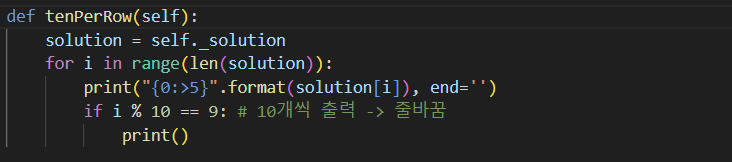 def tenPerRow(self):
    solution = self._solution
    for i in range(len(solution)):
        print("{0:>5}".format(solution[i]), end='')
        if i % 10 == 9: # 10개씩 출력 -> 줄바꿈
            print()